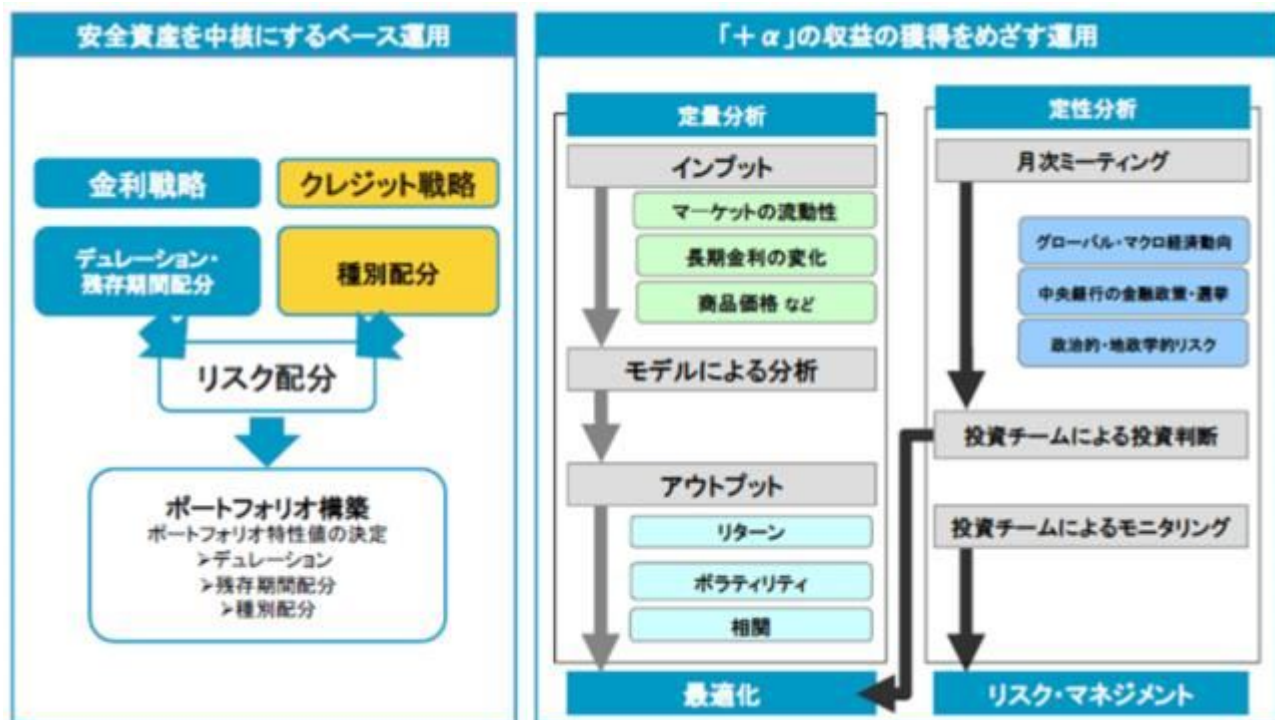 安全資産を中核にするベース運用
金利戦略
クレジット戦略
デュレーション・
残存期間配分
種別配分
リスク配分
ポートフォリオ構築
ポートフォリオ特性値の決定
➢デュレーション
➢残存期間配分
➢種別配分
「+α」の収益の獲得をめざす運用
定量分析
インプット
マーケットの流動性
長期金利の変化
商品価格 など
モデルによる分析
アウトプット
リターン
ボラティリティ
相関
最適化
定性分析
月次ミーティング
グローバル・マクロ経済動向
中央銀行の金融政策・選挙
政治的・地政学的リスク
投資チームによる投資判断
投資チームによるモニタリング
リスク・マネジメント